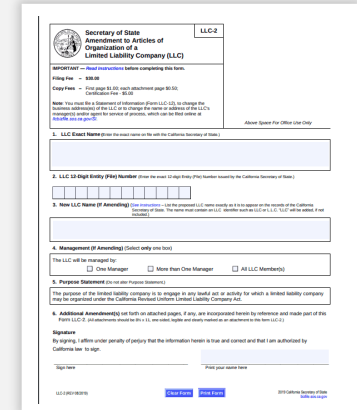 Secretary of State
LLC-2
Amendment to Articles of
Organization of a
Limited Liability Company (LLC)
IMPORTANT — Read Instructions before completing this form.
Filing Fee – $30.00
Copy Fees – First page $1.00; each attachment page $0.50;
Certification Fee - $5.00
Note: You must file a Statement of Information (Form LLC-12), to change the
business address(es) of the LLC or to change the name or address of the LLC's
manager(s) and/or agent for service of process, which can be filed online at
llcbizfile.sos.ca.gov/SI.
Above Space For Office Use Only
1. LLC Exact Name (Enter the exact name on file with the California Secretary of State.)
2. LLC 12-Digit Entity (File) Number (Enter the exact 12-digit Entity (File) Number issued by the California Secretary of State.)
3. New LLC Name (If Amending) (See Instructions – List the proposed LLC name exactly as it is to appear on the records of the California
Secretary of State. The name must contain an LLC identifier such as LLC or L.L.C. "LLC" will be added, if not
included.)
4. Management (If Amending) (Select only one box)
The LLC will be managed by:
One Manager More than One Manager All LLC Member(s)
5. Purpose Statement (Do not alter Purpose Statement.)
The purpose of the limited liability company is to engage in any lawful act or activity for which a limited liability company
may be organized under the California Revised Uniform Limited Liability Company Act.
6. Additional Amendment(s) set forth on attached pages, if any, are incorporated herein by reference and made part of this
Form LLC-2. (All attachments should be 8½ x 11, one-sided, legible and clearly marked as an attachment to this form LLC-2.)
Signature
By signing, I affirm under penalty of perjury that the information herein is true and correct and that I am authorized by
California law to sign.
Sign here
Print your name here
LLC-2
Clear Form Print Form
California Secretary of State
bizfile.sos.ca.gov